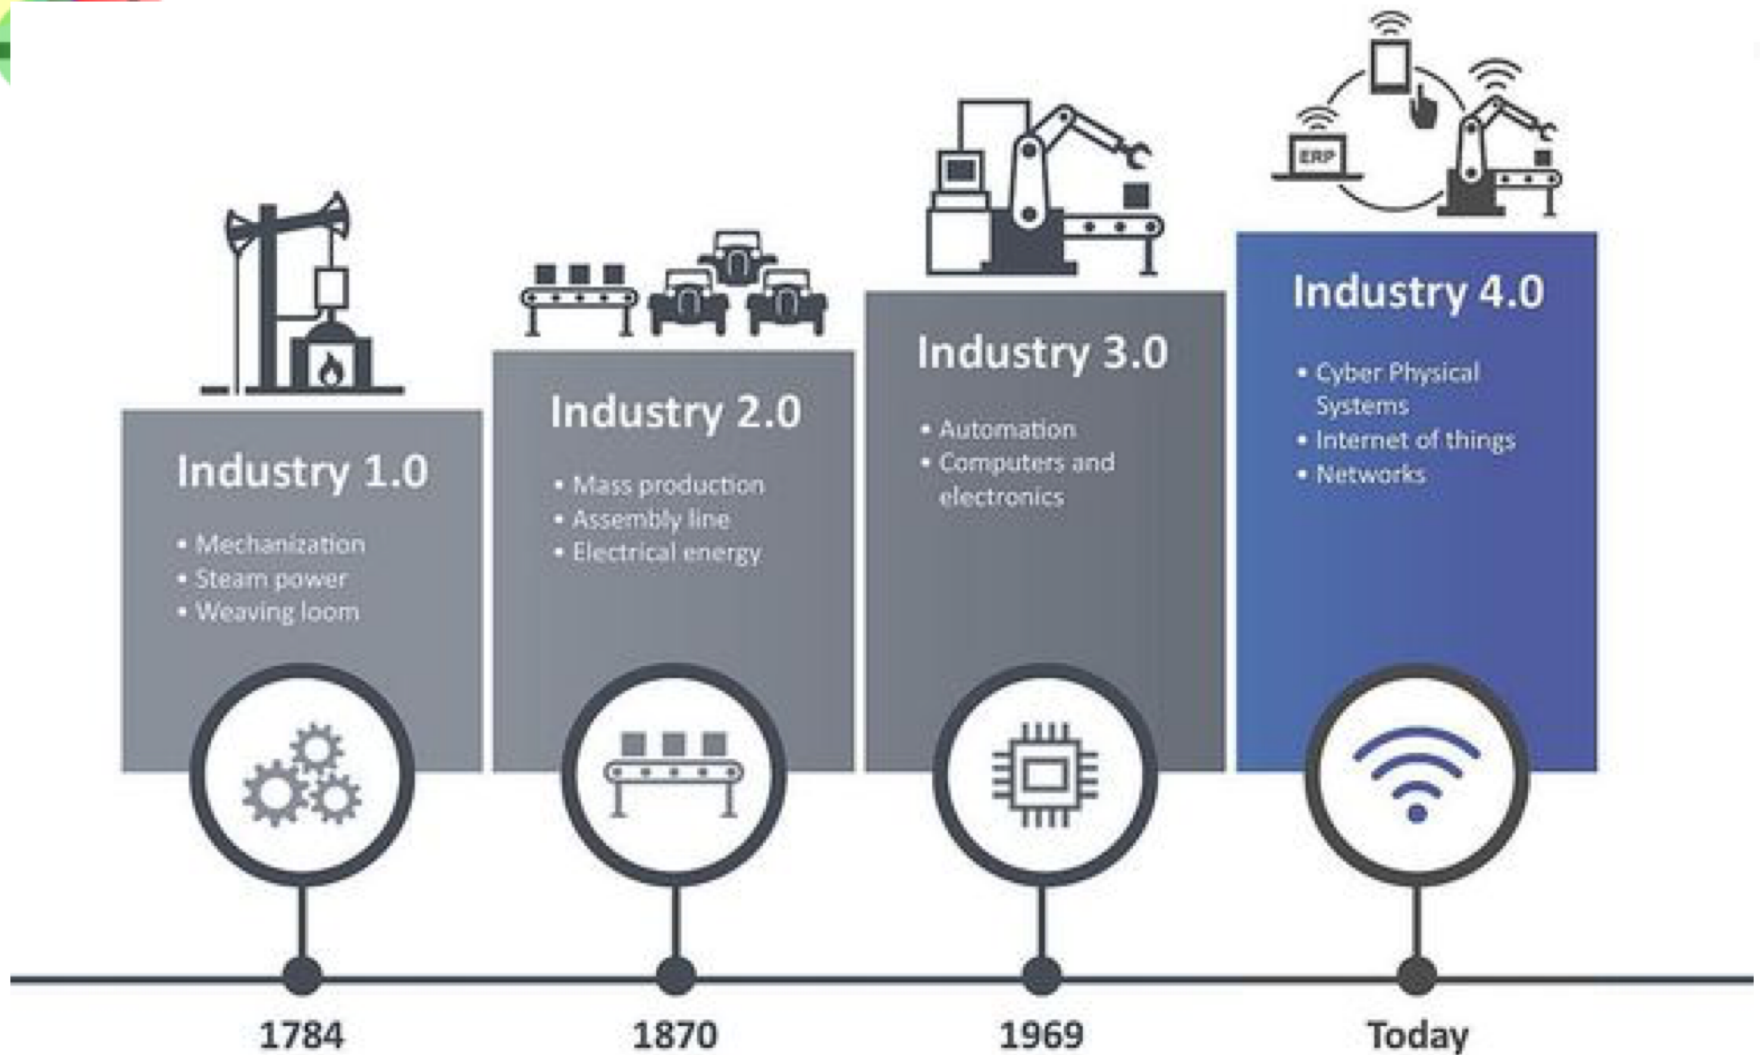 ERP
Industry 1.0
• Mechanization
• Steam power
• Weaving loom
Industry 2.0
• Mass production
• Assembly line
• Electrical energy
Industry 3.0
• Automation
• Computers and
electronics
Industry 4.0
• Cyber Physical
Systems
• Internet of things
• Networks
1784
1870
1969
Today